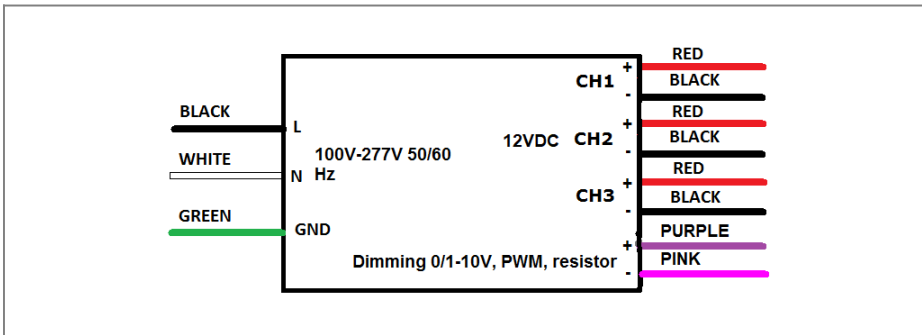 BLACK
L
WHITE
N
100V-277V 50/60
Hz
GREEN
GND
12VDC
CH1
+
RED
-
BLACK
CH2
+
RED
-
BLACK
CH3
+
RED
-
BLACK
Dimming 0/1-10V, PWM, resistor
+
PURPLE
-
PINK